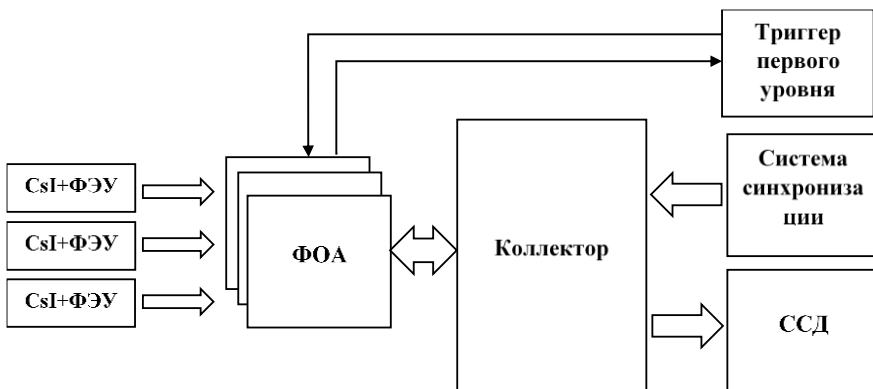 Триггер
первого
уровня
CsI+ФЭУ
CsI+ФЭУ
CsI+ФЭУ
ФОА
Коллектор
Система
синхрониза
ции
ССД